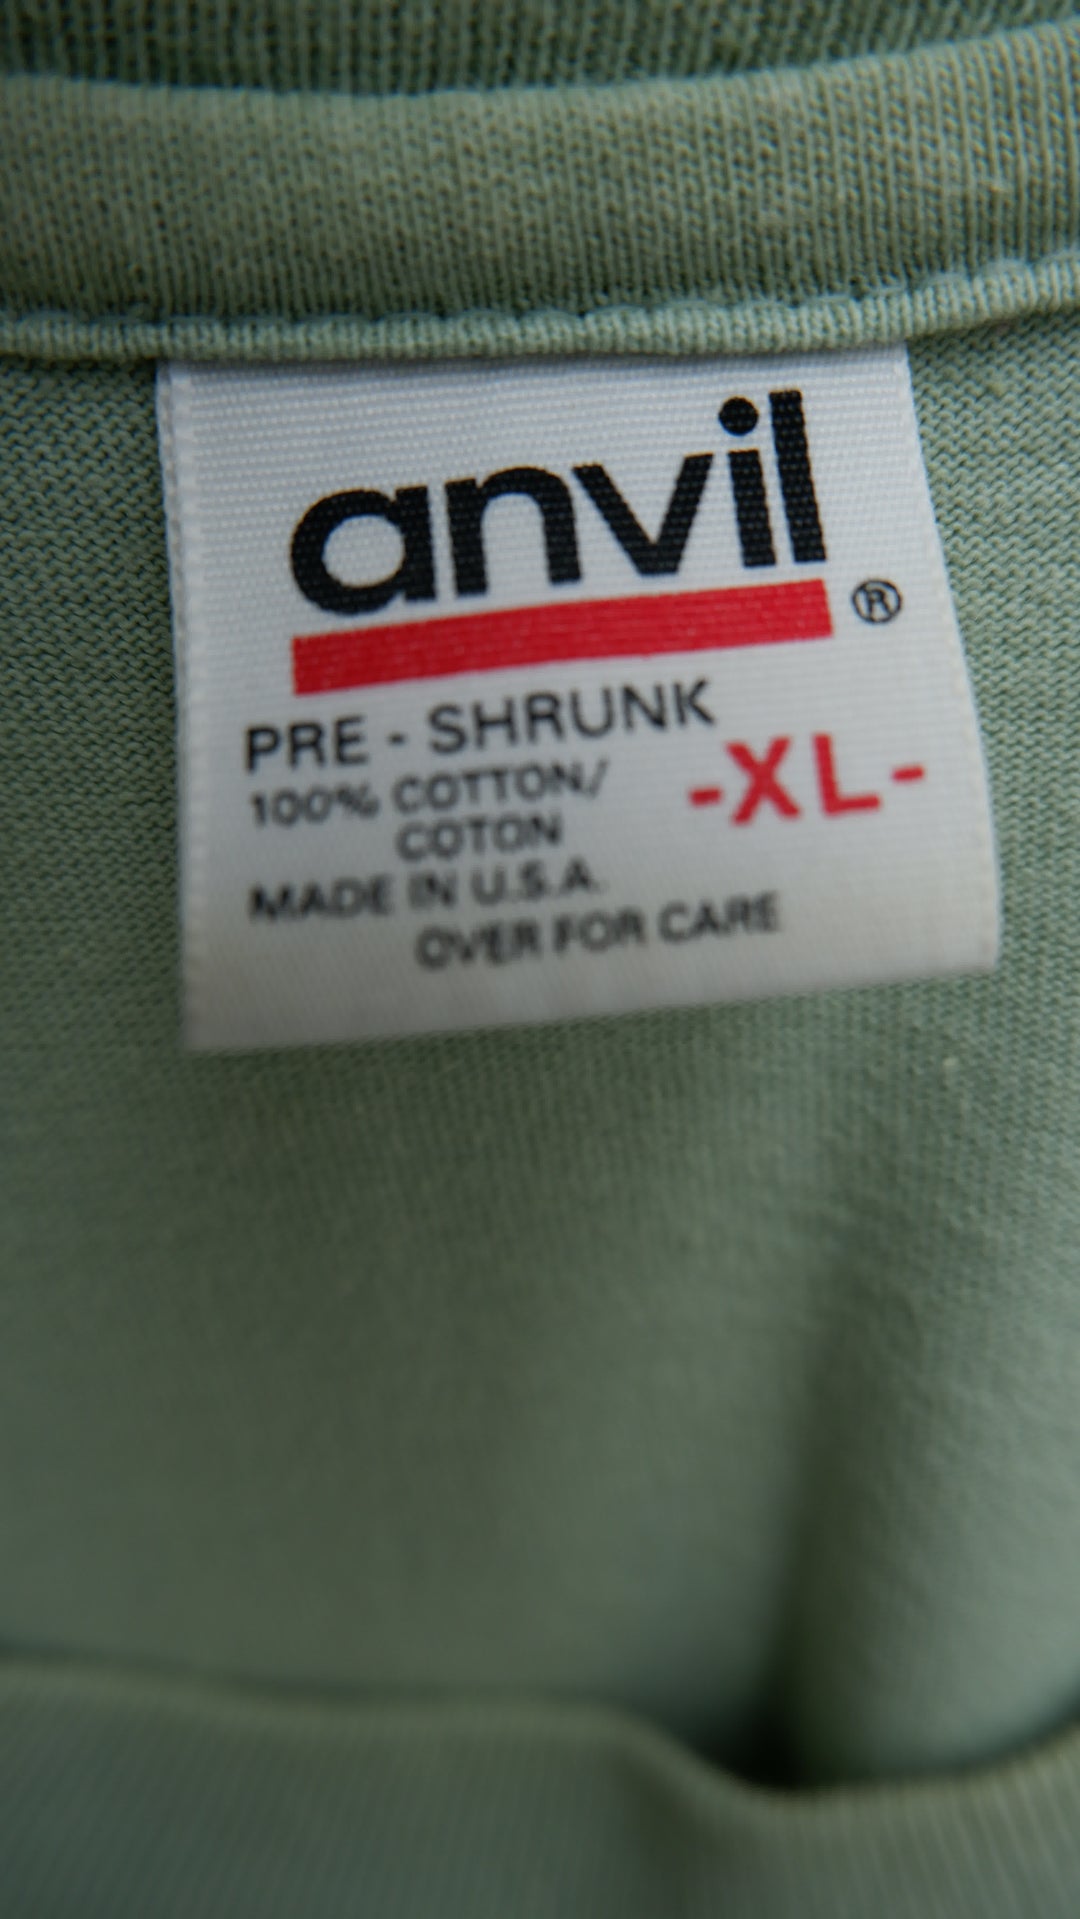 anvil®
PRE - SHRUNK
100% COTTON/
COTON
-XL-
MADE IN U.S.A.
OVER FOR CARE